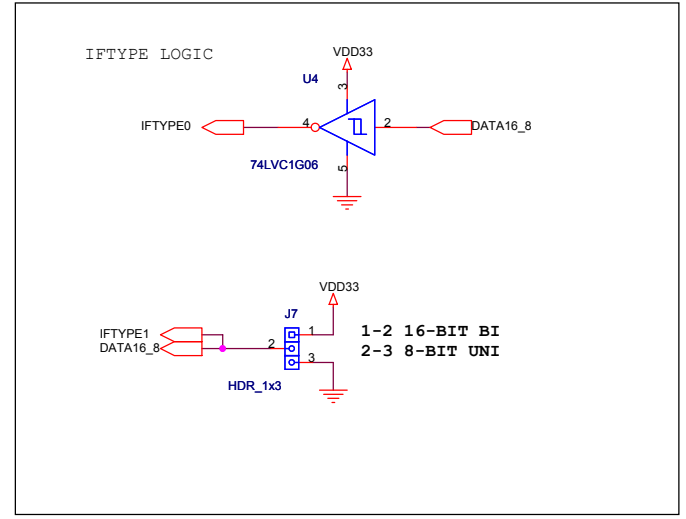 IFTYPE LOGIC
VDD33
U4
3
IFTYPE0
4
2
DATA16_8
74LVC1G06
5
VDD33
J7
IFTYPE1
1
1-2 16-BIT BI
DATA16_8
2
2-3 8-BIT UNI
3
HDR_1x3